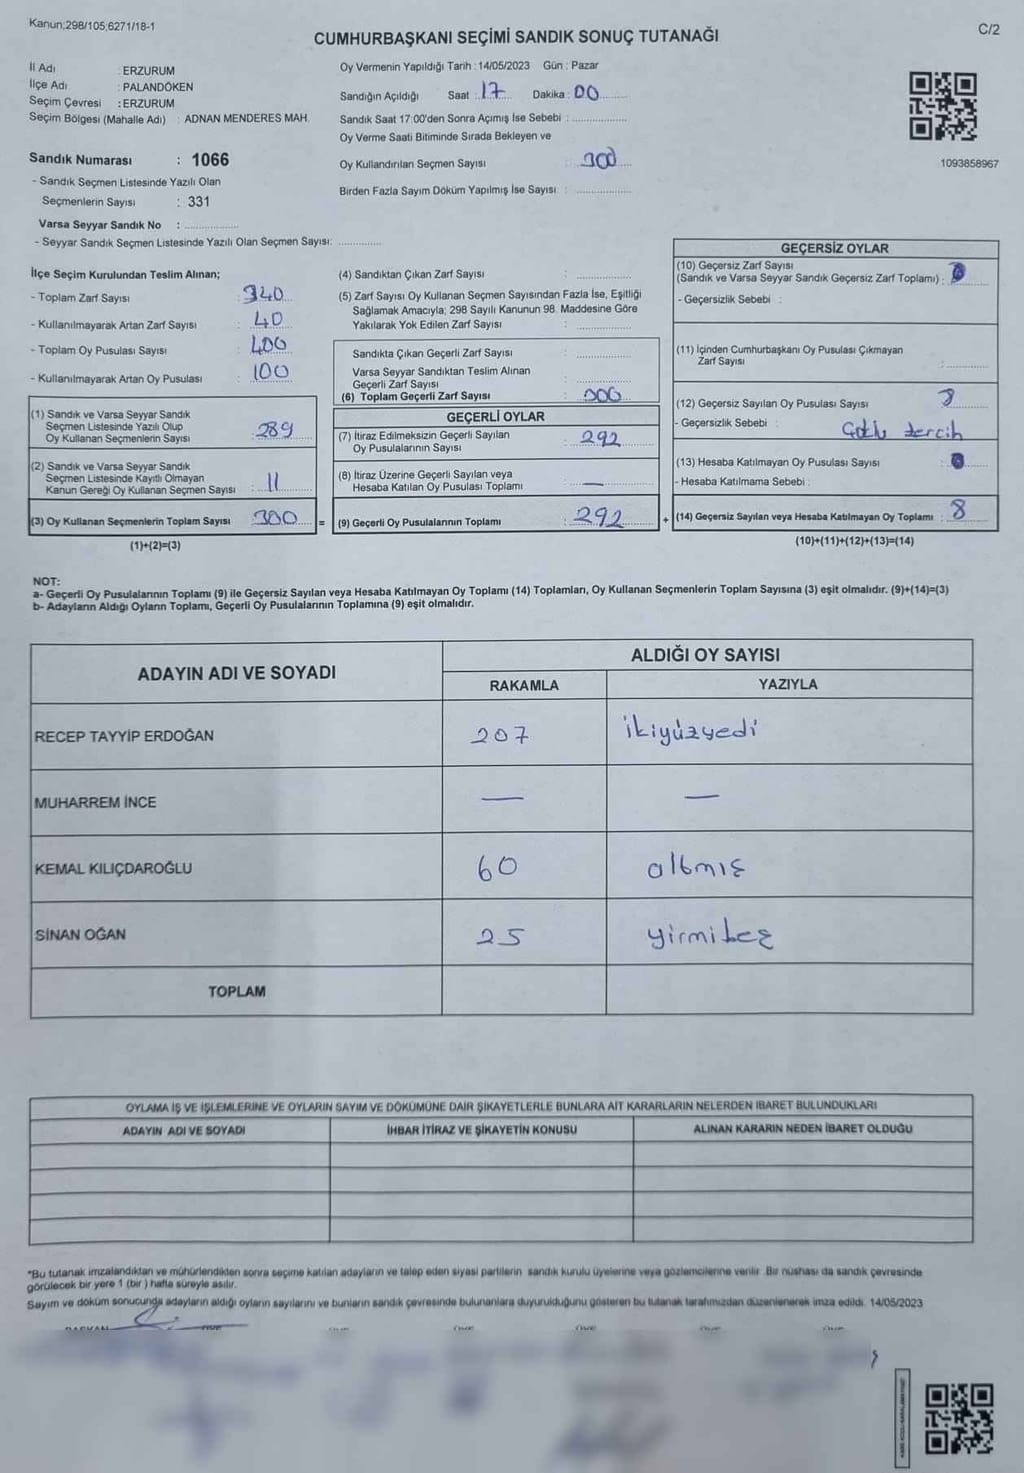 Kanun;298/105;6271/18-1
C/2
CUMHURBAŞKANI SEÇİMİ SANDIK SONUÇ TUTANAĞI
İl Adı : ERZURUM
İlçe Adı : PALANDÖKEN
Seçim Çevresi : ERZURUM
Seçim Bölgesi (Mahalle Adı) : ADNAN MENDERES MAH.
Sandık Numarası : 1066
- Sandık Seçmen Listesinde Yazılı Olan
Seçmenlerin Sayısı : 331
Varsa Seyyar Sandık No : ................
- Seyyar Sandık Seçmen Listesinde Yazılı Olan Seçmen Sayısı: .............
Oy Vermenin Yapıldığı Tarih : 14/05/2023 Gün : Pazar
Sandığın Açıldığı Saat : 17 Dakika : 00
Sandık Saat 17:00'den Sonra Açımış İse Sebebi : ................
Oy Verme Saati Bitiminde Sırada Bekleyen ve
Oy Kullandırılan Seçmen Sayısı : 300
Birden Fazla Sayım Döküm Yapılmış İse Sayısı : ................
1093858967
İlçe Seçim Kurulundan Teslim Alınan;
- Toplam Zarf Sayısı : 340
- Kullanılmayarak Artan Zarf Sayısı : 40
- Toplam Oy Pusulası Sayısı : 400
- Kullanılmayarak Artan Oy Pusulası : 100
(1) Sandık ve Varsa Seyyar Sandık
Seçmen Listesinde Yazılı Olup
Oy Kullanan Seçmenlerin Sayısı : 289
(2) Sandık ve Varsa Seyyar Sandık
Seçmen Listesinde Kayıtlı Olmayan
Kanun Gereği Oy Kullanan Seçmen Sayısı : 11
(3) Oy Kullanan Seçmenlerin Toplam Sayısı : 300 =
(1)+(2)=(3)
(4) Sandıktan Çıkan Zarf Sayısı : ................
(5) Zarf Sayısı Oy Kullanan Seçmen Sayısından Fazla İse, Eşitliği
Sağlamak Amacıyla; 298 Sayılı Kanunun 98. Maddesine Göre
Yakılarak Yok Edilen Zarf Sayısı : ................
Sandıkta Çıkan Geçerli Zarf Sayısı : ................
Varsa Seyyar Sandıktan Teslim Alınan
Geçerli Zarf Sayısı : ................
(6) Toplam Geçerli Zarf Sayısı : 300
GEÇERLİ OYLAR
(7) İtiraz Edilmeksizin Geçerli Sayılan
Oy Pusulalarının Sayısı : 292
(8) İtiraz Üzerine Geçerli Sayılan veya
Hesaba Katılan Oy Pusulası Toplamı : —
(9) Geçerli Oy Pusulalarının Toplamı : 292 +
GEÇERSİZ OYLAR
(10) Geçersiz Zarf Sayısı
(Sandık ve Varsa Seyyar Sandık Geçersiz Zarf Toplamı) :
- Geçersizlik Sebebi :
(11) İçinden Cumhurbaşkanı Oy Pusulası Çıkmayan
Zarf Sayısı : ................
(12) Geçersiz Sayılan Oy Pusulası Sayısı 8
- Geçersizlik Sebebi : tercih
(13) Hesaba Katılmayan Oy Pusulası Sayısı :
- Hesaba Katılmama Sebebi :
(14) Geçersiz Sayılan veya Hesaba Katılmayan Oy Toplamı : 8
(10)+(11)+(12)+(13)=(14)
NOT:
a- Geçerli Oy Pusulalarının Toplamı (9) ile Geçersiz Sayılan veya Hesaba Katılmayan Oy Toplamı (14) Toplamları, Oy Kullanan Seçmenlerin Toplam Sayısına (3) eşit olmalıdır. (9)+(14)=(3)
b- Adayların Aldığı Oyların Toplamı, Geçerli Oy Pusulalarının Toplamına (9) eşit olmalıdır.
ADAYIN ADI VE SOYADI ALDIĞI OY SAYISI
RAKAMLA YAZIYLA
RECEP TAYYİP ERDOĞAN 207 ikiyüzyedi
MUHARREM İNCE — —
KEMAL KILIÇDAROĞLU 60 altmış
SİNAN OĞAN 25 yirmibeş
TOPLAM
OYLAMA İŞ VE İŞLEMLERİNE VE OYLARIN SAYIM VE DÖKÜMÜNE DAİR ŞİKAYETLERLE BUNLARA AİT KARARLARIN NELERDEN İBARET BULUNDUKLARI
ADAYIN ADI VE SOYADI İHBAR İTİRAZ VE ŞİKAYETİN KONUSU ALINAN KARARIN NEDEN İBARET OLDUĞU
*Bu tutanak imzalandıktan ve mühürlendikten sonra seçime katılan adayların ve talep eden siyasi partilerin sandık kurulu üyelerine veya gözlemcilerine verilir. Bir nüshası da sandık çevresinde
görülecek bir yere 1 (bir ) hafta süreyle asılır.
Sayım ve döküm sonucunda adayların aldığı oyların sayılarını ve bunların sandık çevresinde bulunanlara duyurulduğunu gösteren bu tutanak tarafımızdan düzenlenerek imza edildi. 14/05/2023